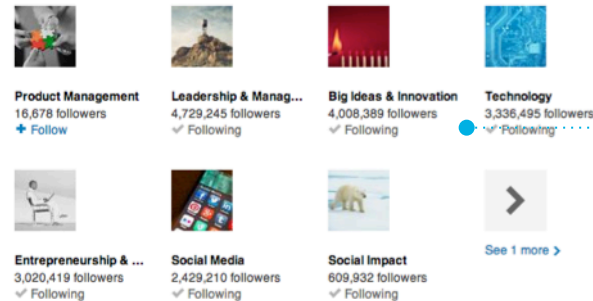 Product Management
16,678 followers
+ Follow
Leadership & Manag...
4,729,245 followers
✓ Following
Big Ideas & Innovation
4,008,389 followers
✓ Following
Technology
3,336,495 followers
✓ Following
Entrepreneurship & ...
3,020,419 followers
✓ Following
Social Media
2,429,210 followers
✓ Following
Social Impact
609,932 followers
✓ Following
See 1 more >